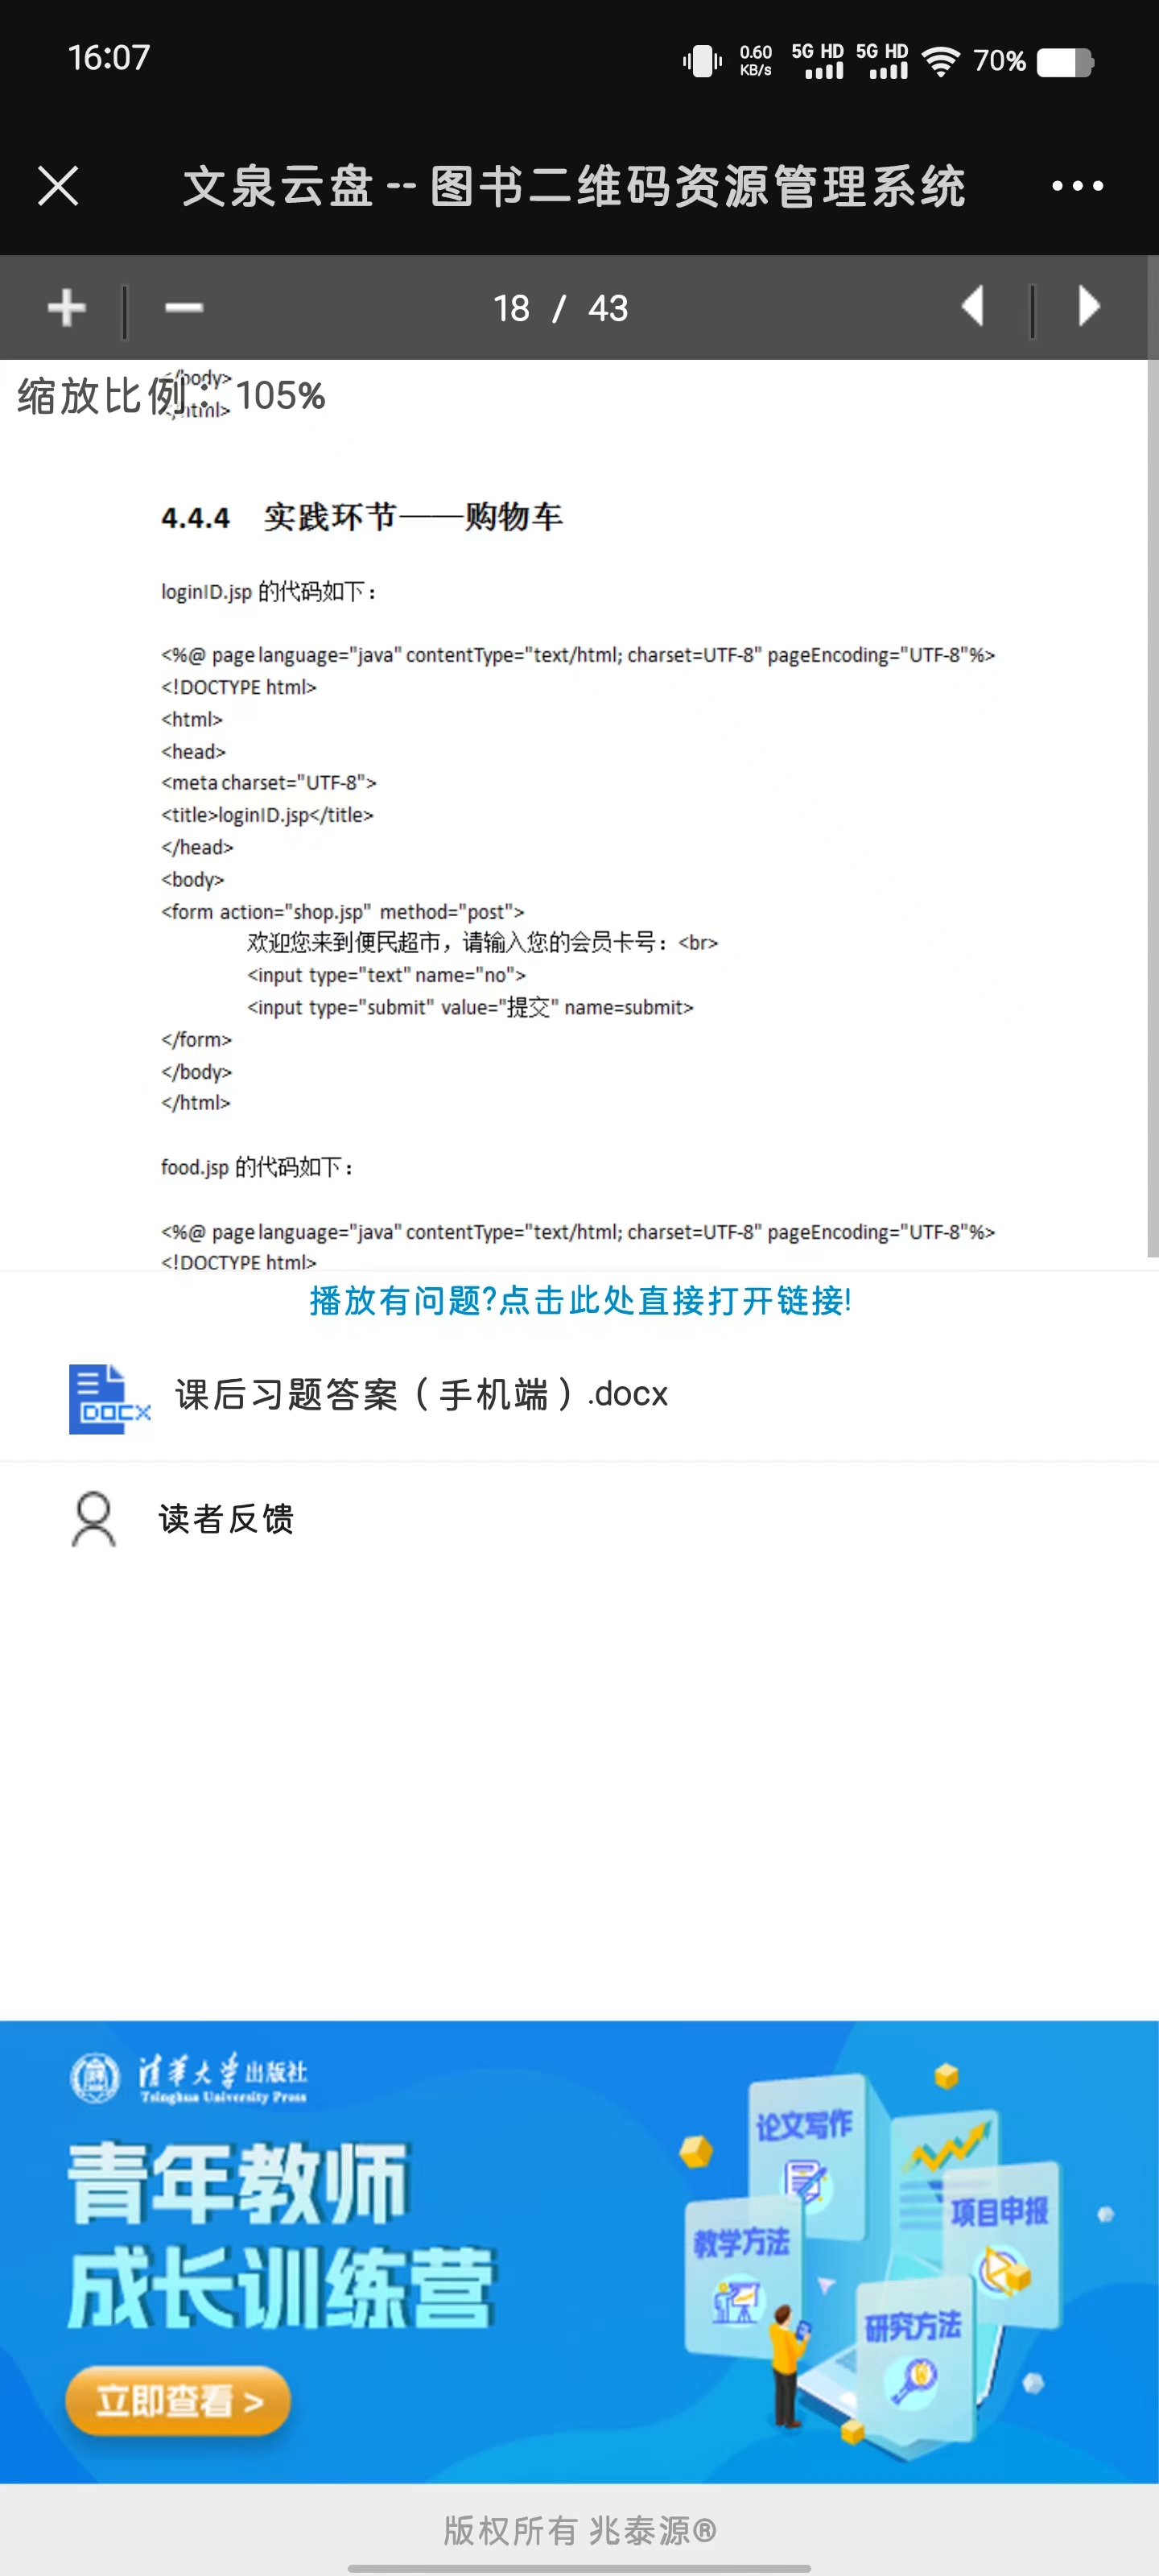 16:07
0.60
KB/s
5G HD
5G HD
70%
文泉云盘 -- 图书二维码资源管理系统
18 / 43
</body>
缩放比例：105%
</html>
4.4.4 实践环节——购物车
loginID.jsp 的代码如下：
<%@ page language="java" contentType="text/html; charset=UTF-8" pageEncoding="UTF-8"%>
<!DOCTYPE html>
<html>
<head>
<meta charset="UTF-8">
<title>loginID.jsp</title>
</head>
<body>
<form action="shop.jsp" method="post">
欢迎您来到便民超市，请输入您的会员卡号：<br>
<input type="text" name="no">
<input type="submit" value="提交" name=submit>
</form>
</body>
</html>
food.jsp 的代码如下：
<%@ page language="java" contentType="text/html; charset=UTF-8" pageEncoding="UTF-8"%>
<!DOCTYPE html>
播放有问题?点击此处直接打开链接!
DOCX
课后习题答案（手机端）.docx
读者反馈
清华大学出版社
Tsinghua University Press
青年教师
成长训练营
立即查看 >
论文写作
项目申报
教学方法
研究方法
版权所有 兆泰源®